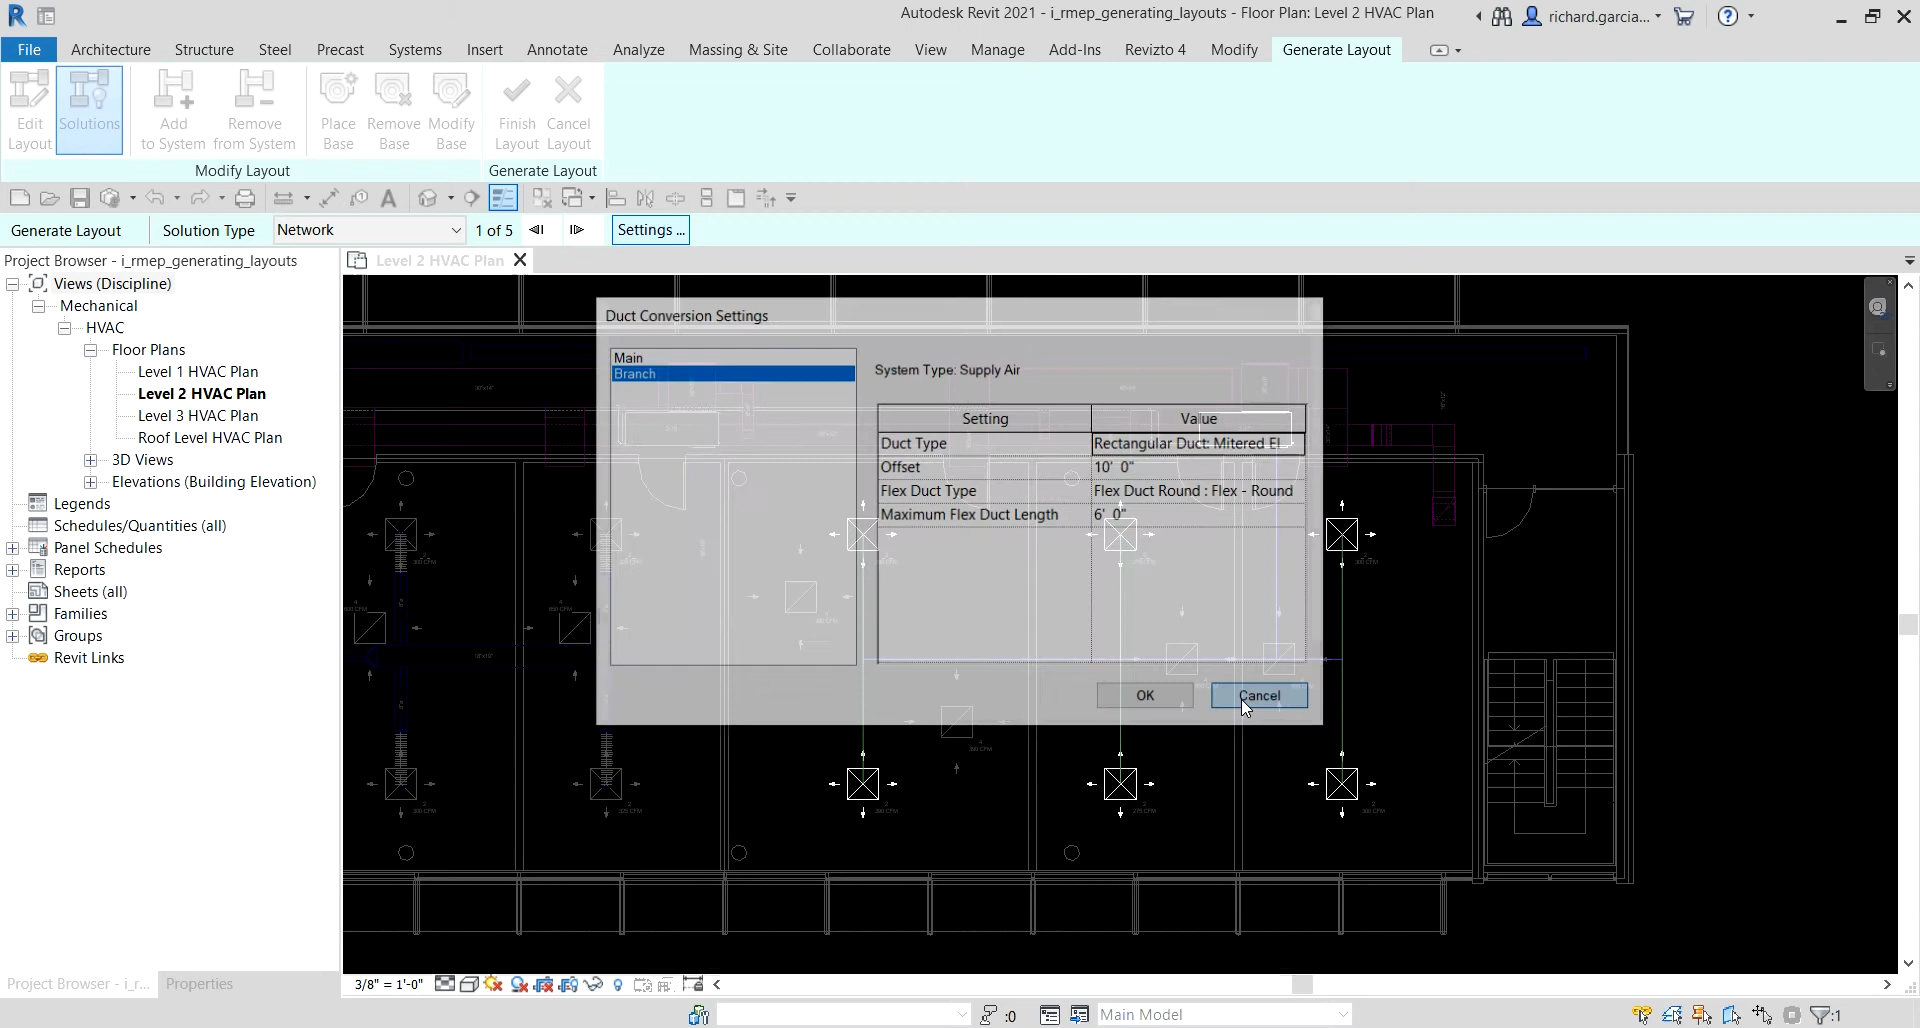 Autodesk Revit 2021 - i_rmep_generating_layouts - Floor Plan: Level 2 HVAC Plan
richard.garcia...
File Architecture Structure Steel Precast Systems Insert Annotate Analyze Massing & Site Collaborate View Manage Add-Ins Revizto 4 Modify Generate Layout
Edit Layout
Solutions
Add to System
Remove from System
Place Base
Remove Base
Modify Base
Finish Layout
Cancel Layout
Modify Layout
Generate Layout
Generate Layout Solution Type Network 1 of 5 Settings ...
Project Browser - i_rmep_generating_layouts
Level 2 HVAC Plan
Views (Discipline)
Mechanical
HVAC
Floor Plans
Level 1 HVAC Plan
Level 2 HVAC Plan
Level 3 HVAC Plan
Roof Level HVAC Plan
3D Views
Elevations (Building Elevation)
Legends
Schedules/Quantities (all)
Panel Schedules
Reports
Sheets (all)
Families
Groups
Revit Links
Duct Conversion Settings
Main
Branch
System Type: Supply Air
Setting Value
Duct Type Rectangular Duct: Mitered El
Offset 10' 0"
Flex Duct Type Flex Duct Round : Flex - Round
Maximum Flex Duct Length 6' 0"
OK Cancel
Project Browser - i_r... Properties
3/8" = 1'-0"
:0 Main Model :1